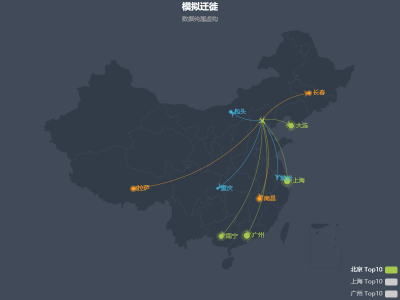 模拟迁徙
数据纯属虚构
包头
长春
大连
上海
重庆
拉萨
南昌
南宁
广州
北京 Top10
上海 Top10
广州 Top10